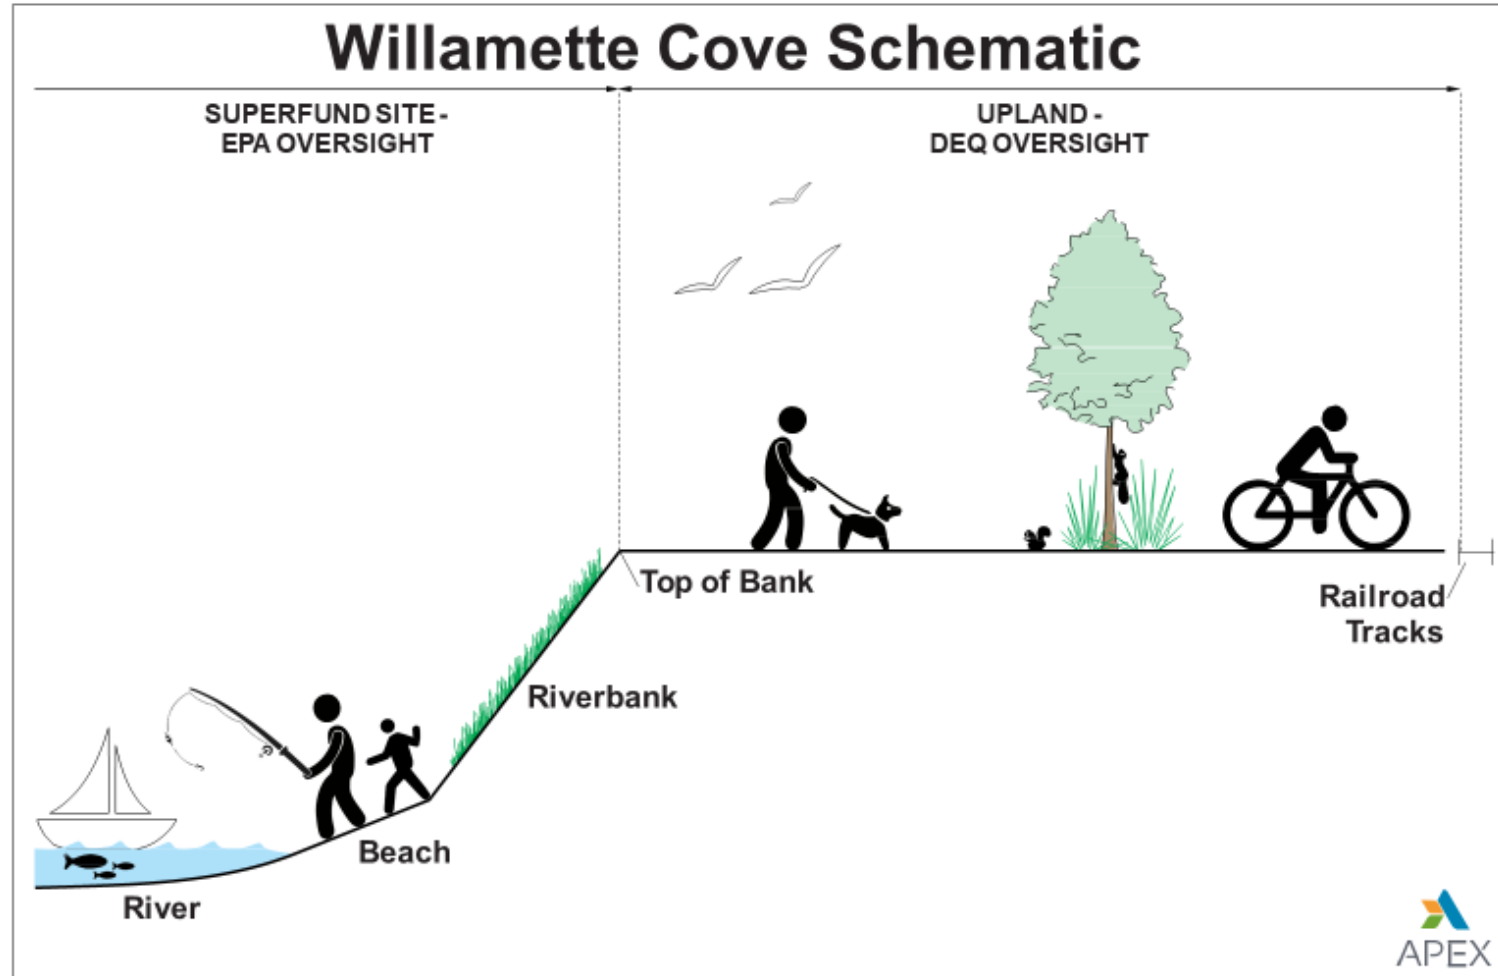 Willamette Cove Schematic
SUPERFUND SITE -
EPA OVERSIGHT
UPLAND -
DEQ OVERSIGHT
Top of Bank
Railroad
Tracks
Riverbank
Beach
River
APEX